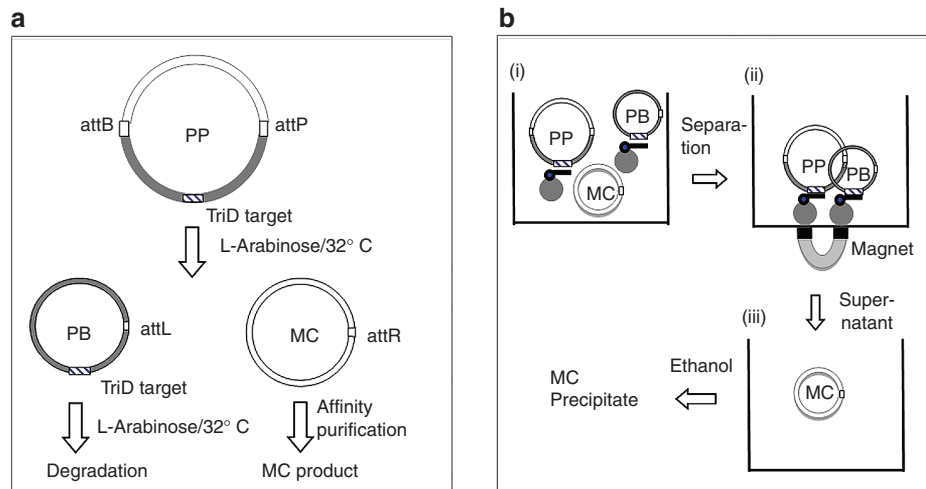 a
attB
PP
attP
TriD target
L-Arabinose/32° C
PB
attL
MC
attR
TriD target
L-Arabinose/32° C
Affinity
purification
Degradation
MC product
b
(i)
PP
PB
MC
Separa-
tion
(ii)
PP
PB
Magnet
Super-
natant
(iii)
MC
Ethanol
MC
Precipitate